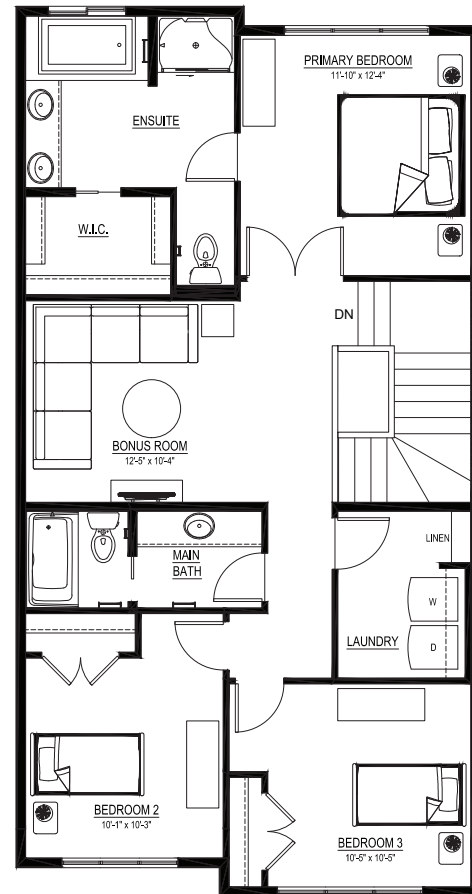 PRIMARY BEDROOM
11'-10" x 12'-4"
ENSUITE
W.I.C.
DN
BONUS ROOM
12'-5" x 10'-4"
MAIN
BATH
LINEN
W
LAUNDRY
D
BEDROOM 2
10'-1" x 10'-3"
BEDROOM 3
10'-5" x 10'-5"